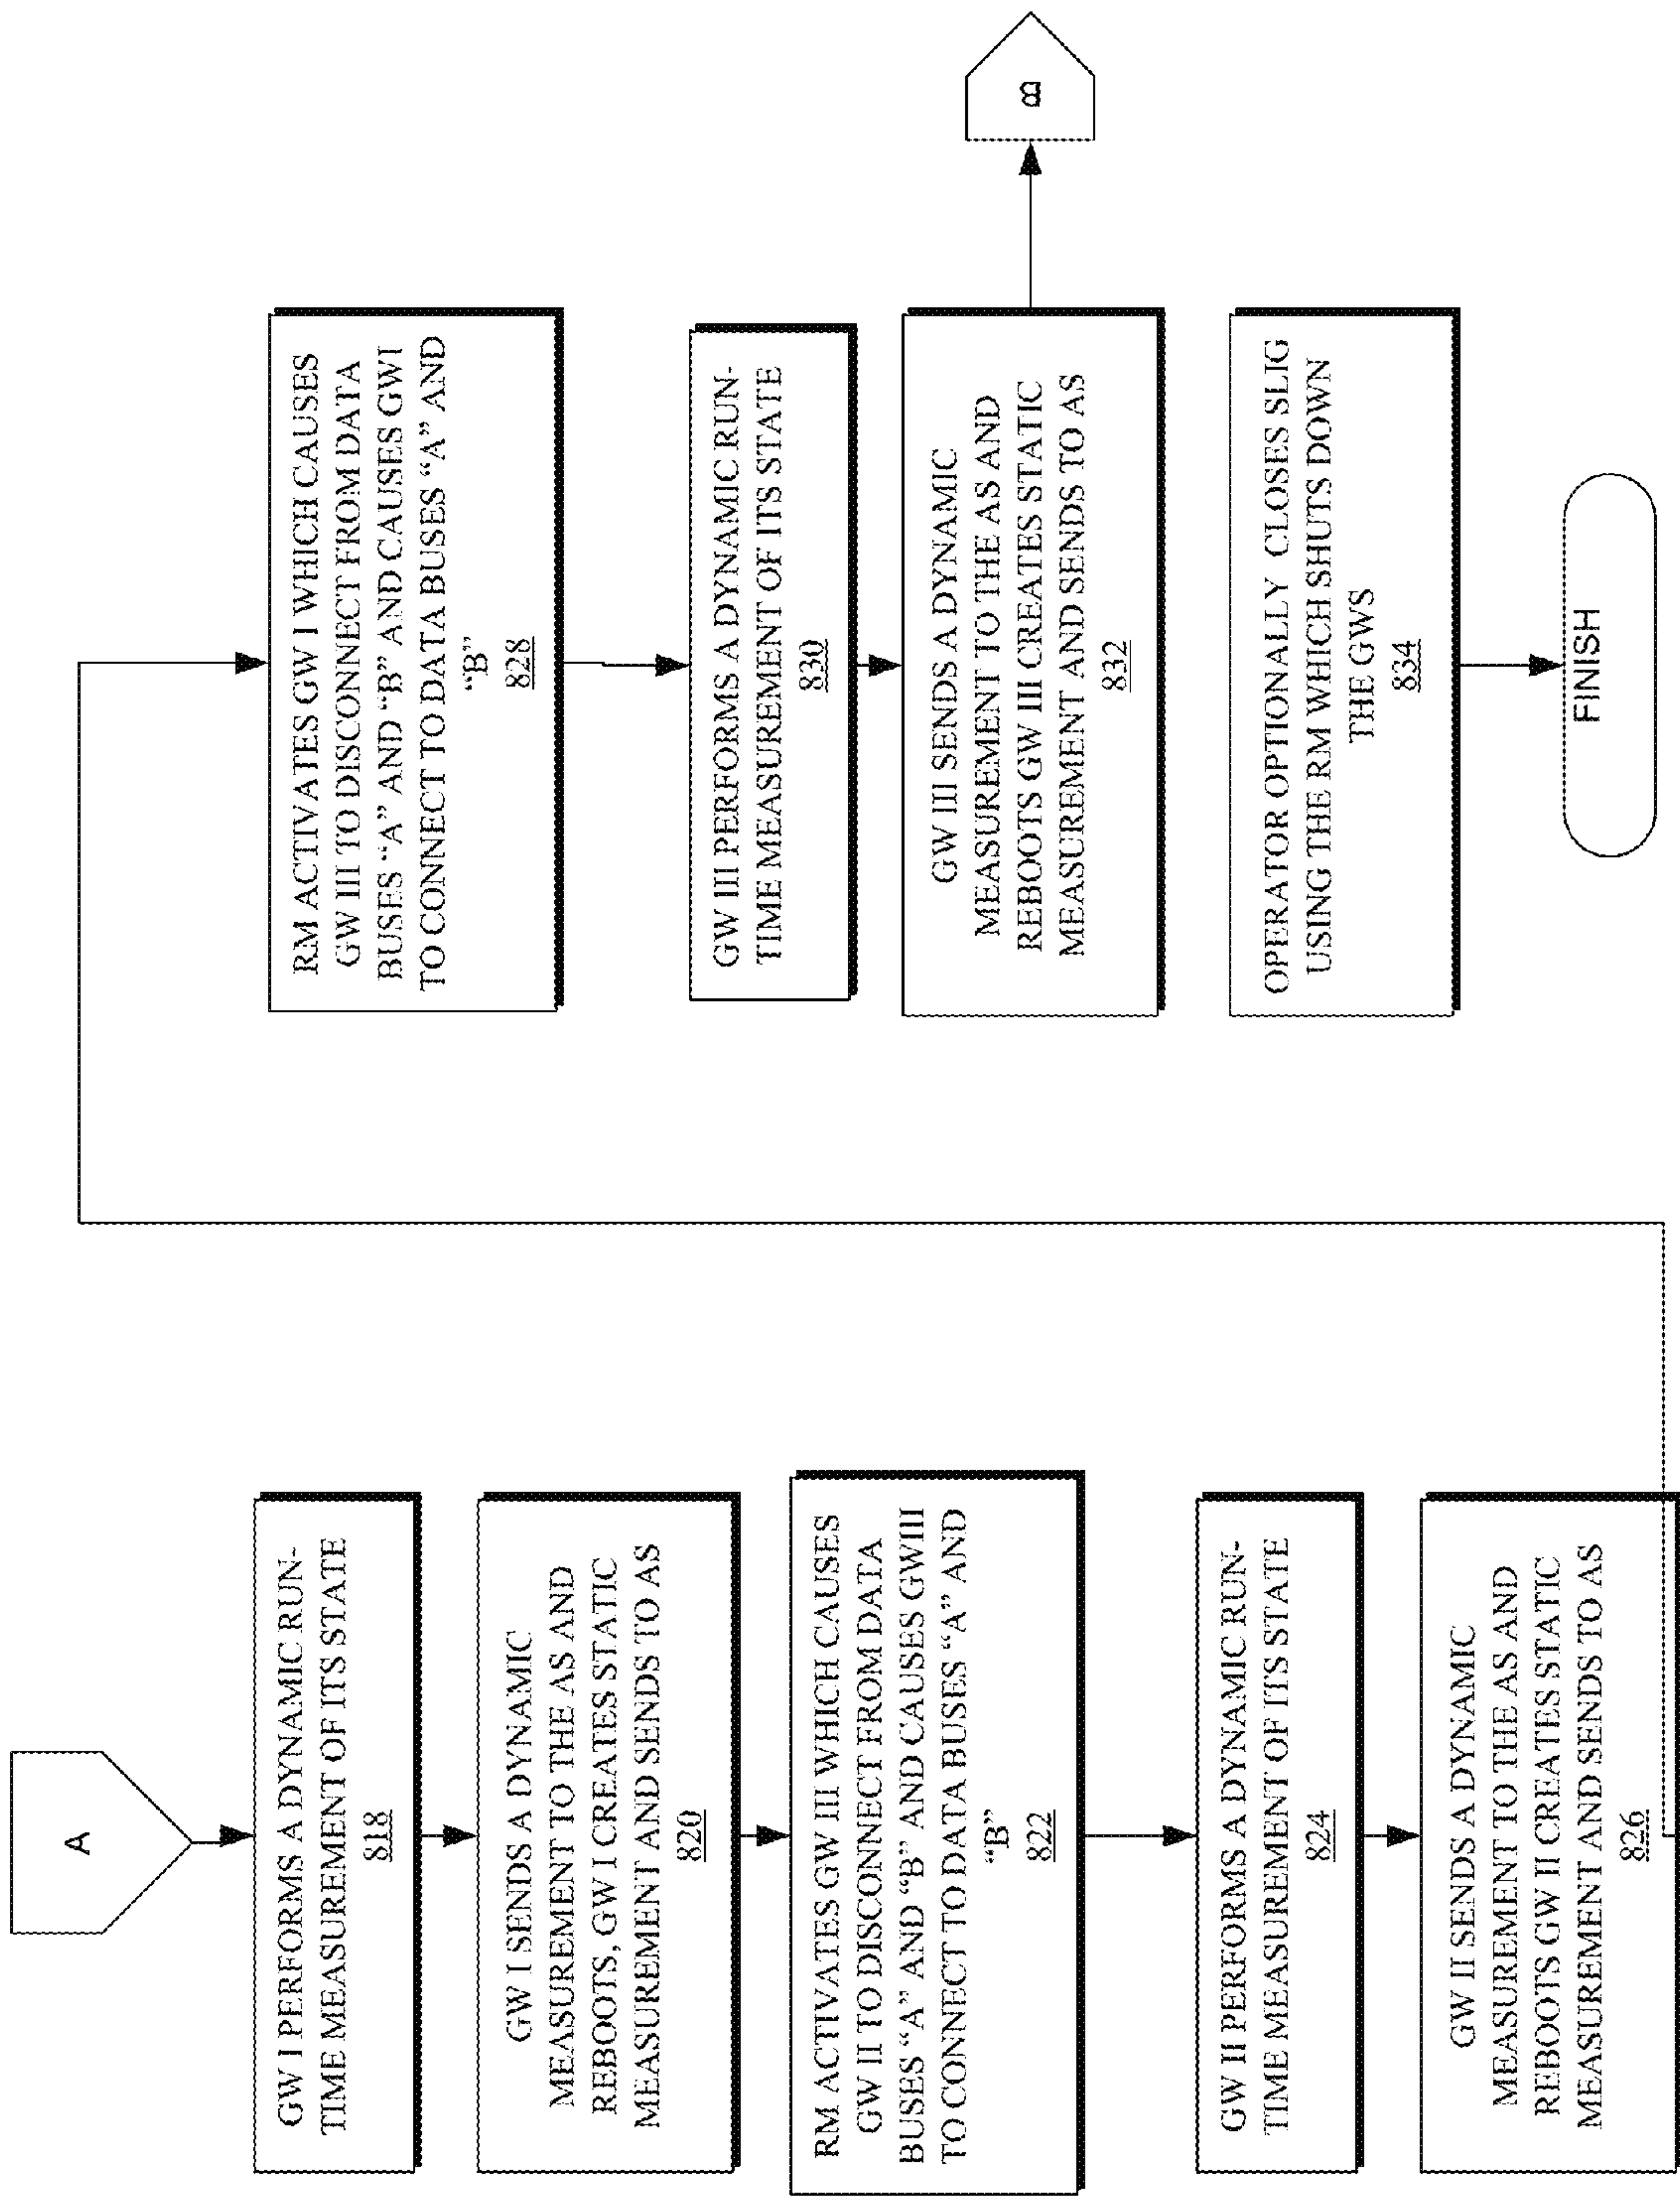 A
GW I PERFORMS A DYNAMIC RUN-
TIME MEASUREMENT OF ITS STATE
818
GW I SENDS A DYNAMIC
MEASUREMENT TO THE AS AND
REBOOTS, GW I CREATES STATIC
MEASUREMENT AND SENDS TO AS
820
RM ACTIVATES GW III WHICH CAUSES
GW II TO DISCONNECT FROM DATA
BUSES “A” AND “B” AND CAUSES GWIII
TO CONNECT TO DATA BUSES “A” AND
“B”
822
GW II PERFORMS A DYNAMIC RUN-
TIME MEASUREMENT OF ITS STATE
824
GW II SENDS A DYNAMIC
MEASUREMENT TO THE AS AND
REBOOTS GW II CREATES STATIC
MEASUREMENT AND SENDS TO AS
826
RM ACTIVATES GW I WHICH CAUSES
GW III TO DISCONNECT FROM DATA
BUSES “A” AND “B” AND CAUSES GWI
TO CONNECT TO DATA BUSES “A” AND
“B”
828
GW III PERFORMS A DYNAMIC RUN-
TIME MEASUREMENT OF ITS STATE
830
GW III SENDS A DYNAMIC
MEASUREMENT TO THE AS AND
REBOOTS GW III CREATES STATIC
MEASUREMENT AND SENDS TO AS
832
B
OPERATOR OPTIONALLY CLOSES SLIG
USING THE RM WHICH SHUTS DOWN
THE GWS
834
FINISH